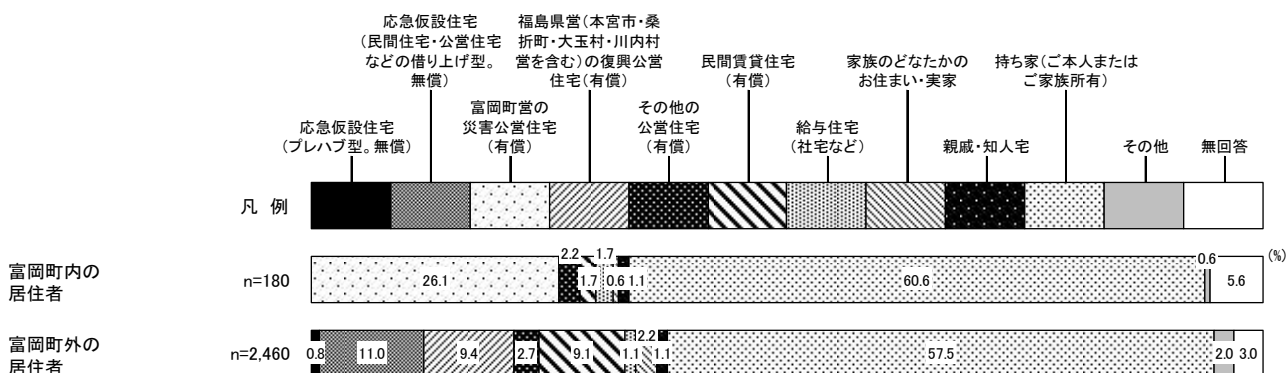 応急仮設住宅
(民間住宅・公営住宅
などの借り上げ型。
無償)
福島県営(本宮市・桑
折町・大玉村・川内村
営を含む)の復興公営
住宅(有償)
民間賃貸住宅
(有償)
家族のどなたかの
お住まい・実家
持ち家(ご本人または
ご家族所有)
応急仮設住宅
(プレハブ型。無償)
富岡町営の
災害公営住宅
(有償)
その他の
公営住宅
(有償)
給与住宅
(社宅など)
親戚・知人宅
その他
無回答
凡 例
(%)
富岡町内の
居住者
n=180
26.1
2.2
1.7
1.7
0.6
1.1
60.6
0.6
5.6
富岡町外の
居住者
n=2,460
0.8
11.0
9.4
2.7
9.1
1.1
2.2
1.1
57.5
2.0
3.0